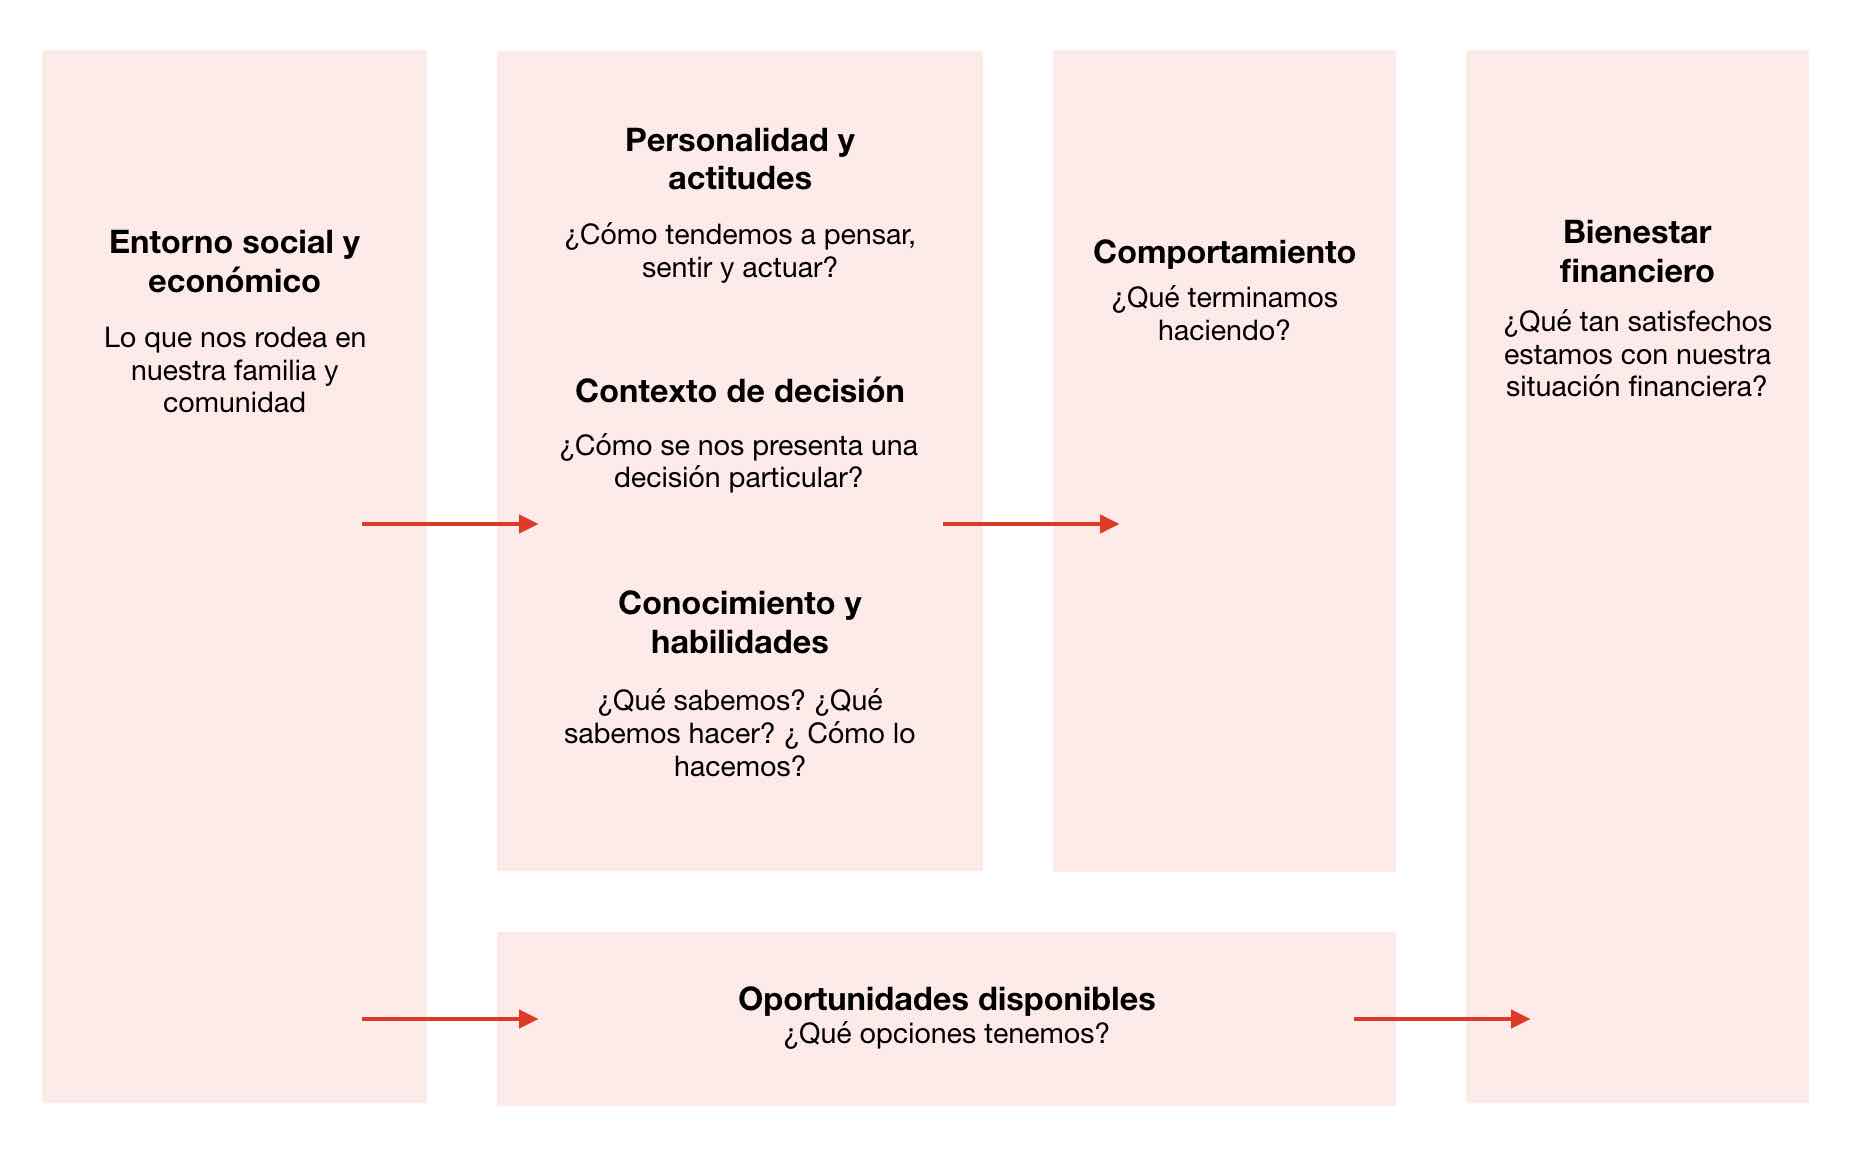 Entorno social y
económico
Lo que nos rodea en
nuestra familia y
comunidad
Personalidad y
actitudes
¿Cómo tendemos a pensar,
sentir y actuar?
Contexto de decisión
¿Cómo se nos presenta una
decisión particular?
Conocimiento y
habilidades
¿Qué sabemos? ¿Qué
sabemos hacer? ¿ Cómo lo
hacemos?
Comportamiento
¿Qué terminamos
haciendo?
Bienestar
financiero
¿Qué tan satisfechos
estamos con nuestra
situación financiera?
Oportunidades disponibles
¿Qué opciones tenemos?